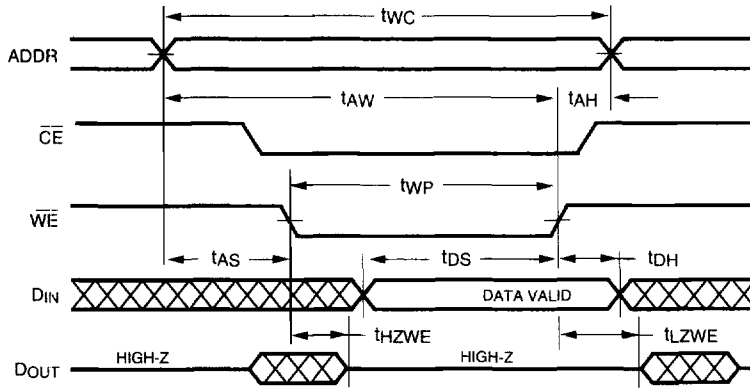 tWC
ADDR
tAW
tAH
CE
tWP
WE
tAS
tDS
tDH
DIN
DATA VALID
tHZWE
tLZWE
DOUT
HIGH-Z
HIGH-Z